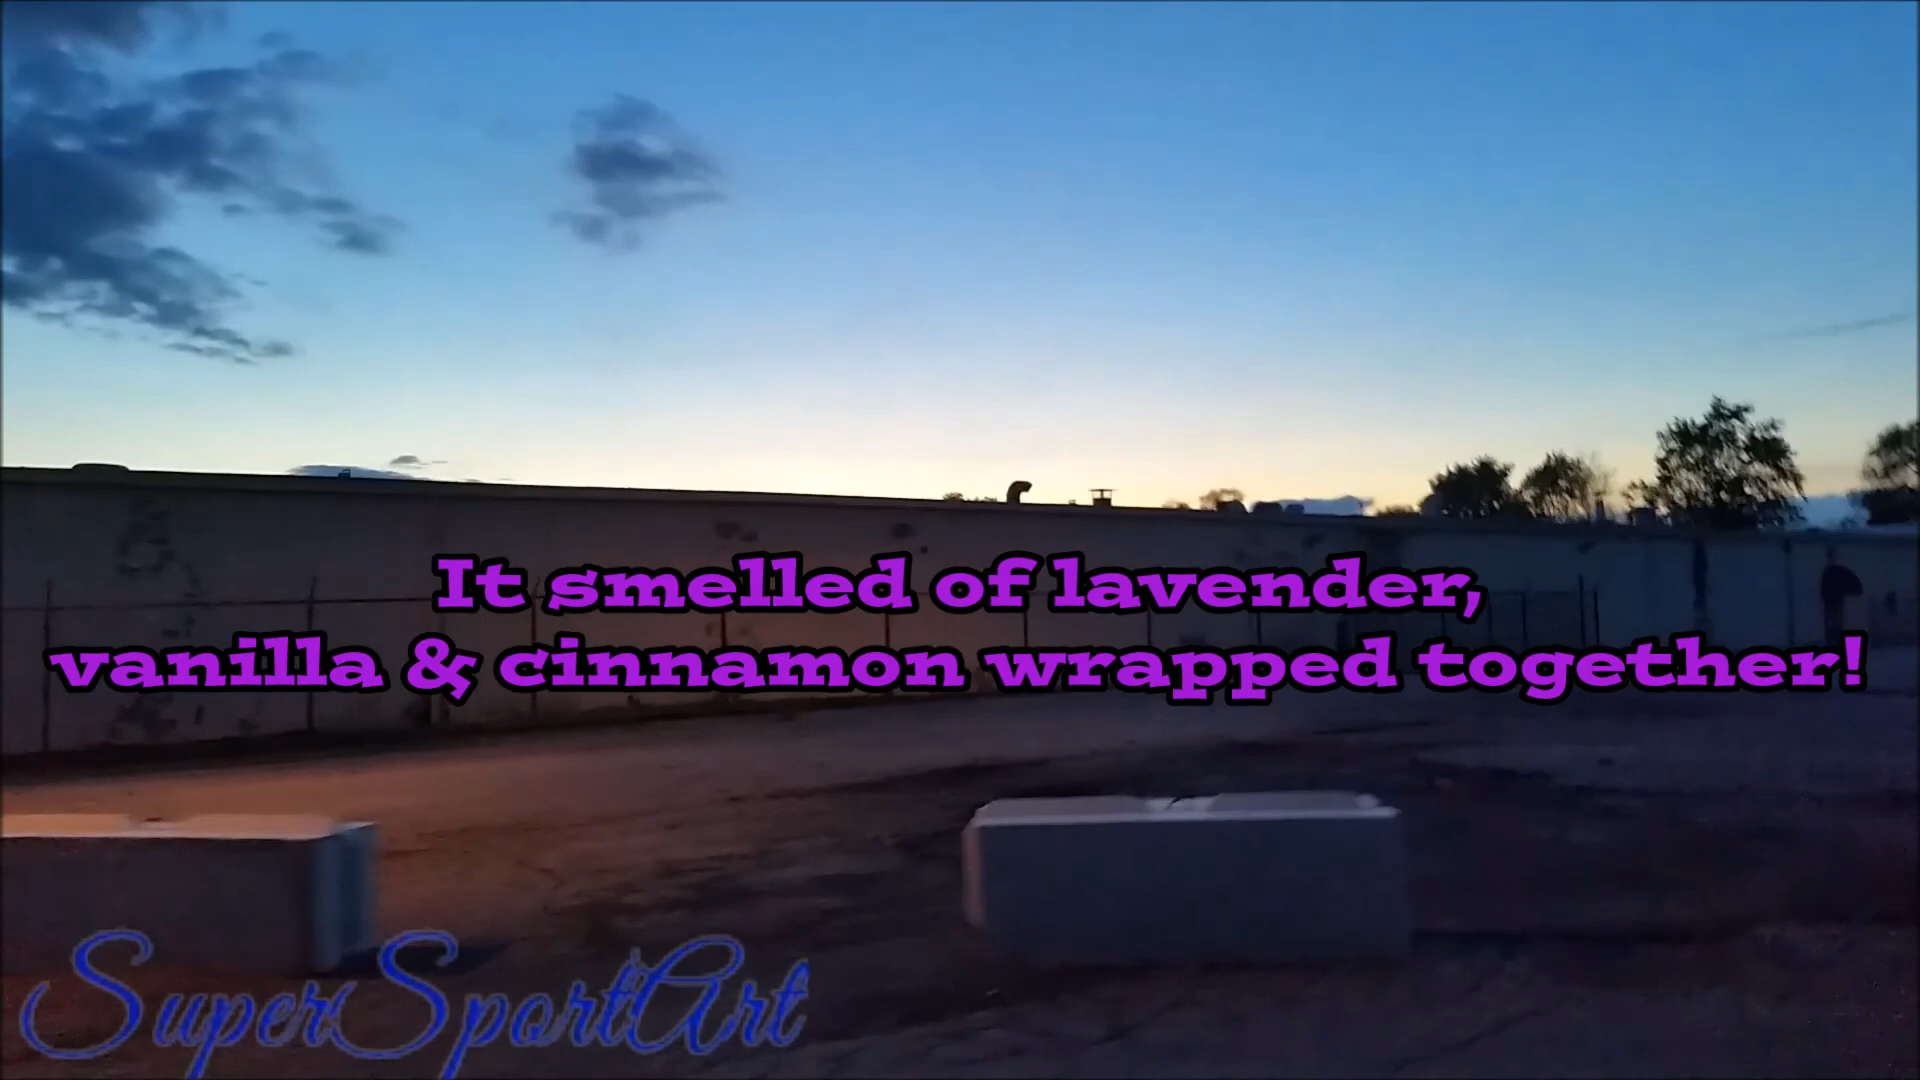 It smelled of lavender,
vanilla & cinnamon wrapped together!
SuperSportArt